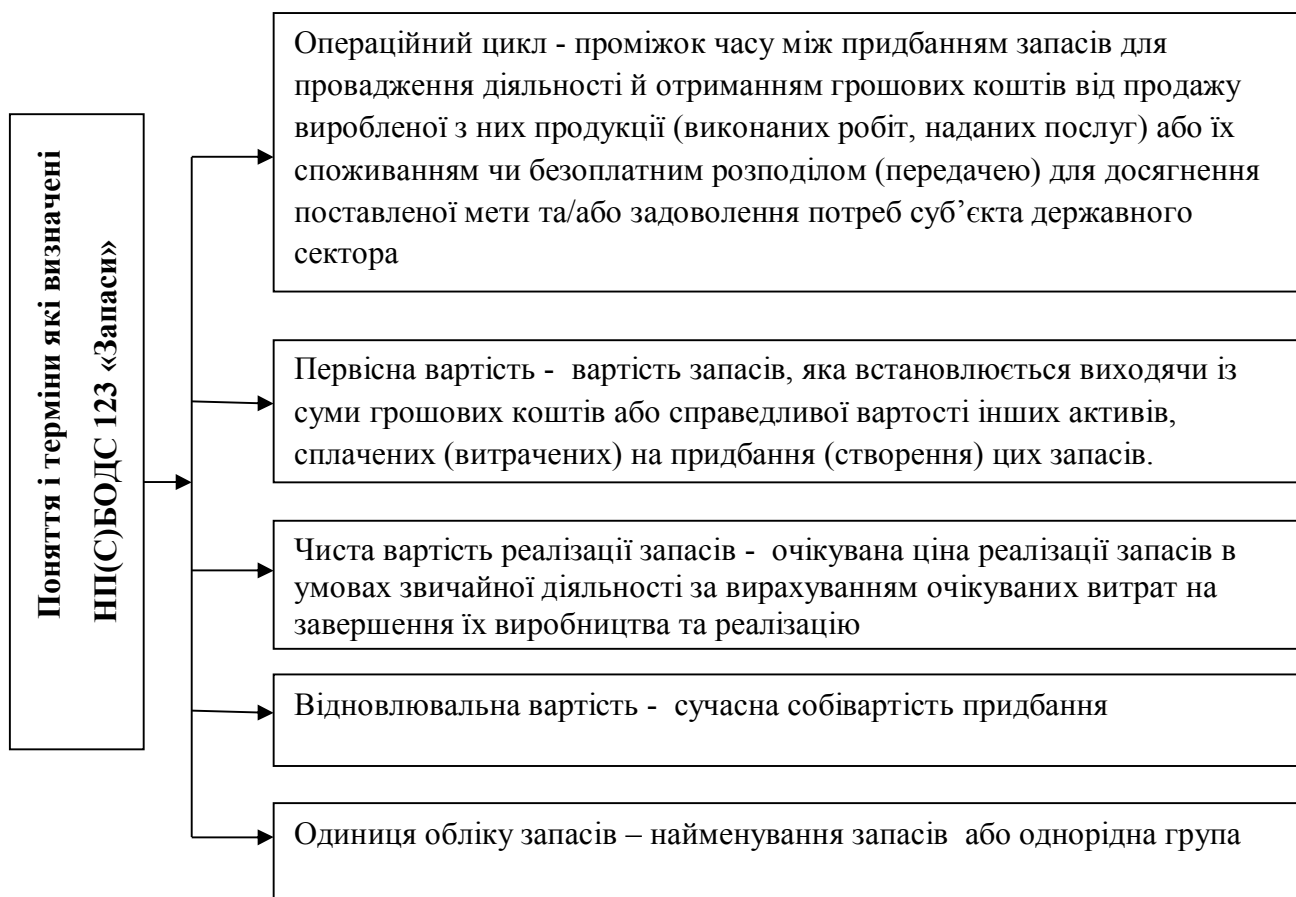 Поняття і терміни які визначені
НП(С)БОДС 123 «Запаси»
Операційний цикл - проміжок часу між придбанням запасів для
провадження діяльності й отриманням грошових коштів від продажу
виробленої з них продукції (виконаних робіт, наданих послуг) або їх
споживанням чи безоплатним розподілом (передачею) для досягнення
поставленої мети та/або задоволення потреб суб’єкта державного
сектора
Первісна вартість - вартість запасів, яка встановлюється виходячи із
суми грошових коштів або справедливої вартості інших активів,
сплачених (витрачених) на придбання (створення) цих запасів.
Чиста вартість реалізації запасів - очікувана ціна реалізації запасів в
умовах звичайної діяльності за вирахуванням очікуваних витрат на
завершення їх виробництва та реалізацію
Відновлювальна вартість - сучасна собівартість придбання
Одиниця обліку запасів – найменування запасів або однорідна група